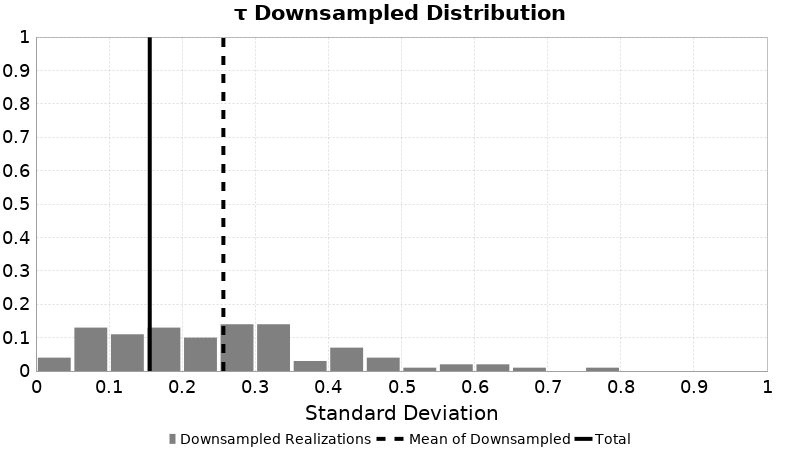 τ Downsampled Distribution
1
0.9
0.8
0.7
0.6
0.5
0.4
0.3
0.2
0.1
0
0 0.1 0.2 0.3 0.4 0.5 0.6 0.7 0.8 0.9 1
Standard Deviation
Downsampled Realizations Mean of Downsampled Total